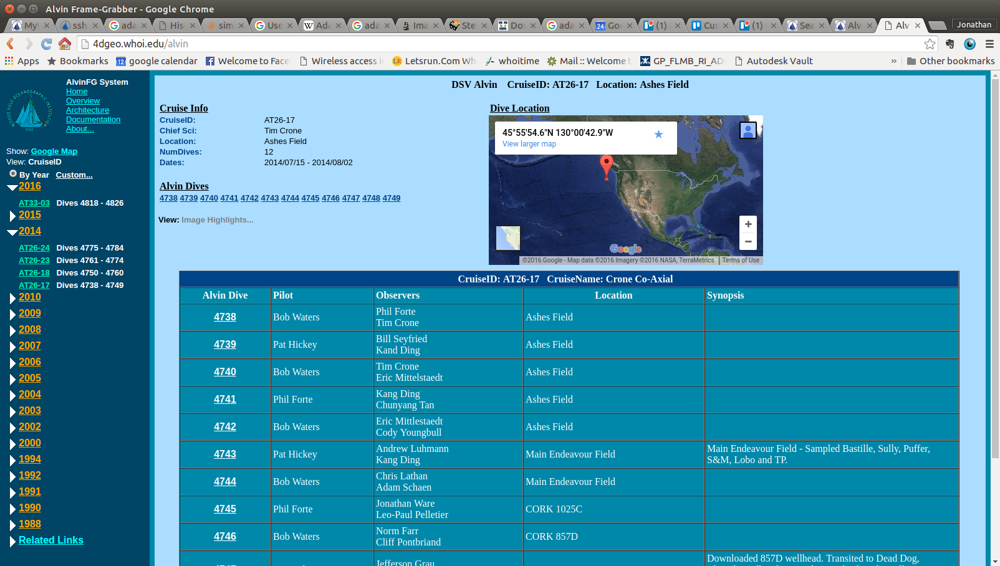 Alvin Frame-Grabber - Google Chrome
MyW ssh ada His sim Use Ada ada Ima Ste Dov ada Goo (1) Cus (1) Sea Alv Alv Jonathan
4dgeo.whoi.edu/alvin
Apps Bookmarks google calendar Welcome to Face Wireless access i Letsrun.Com Wh whoitime Mail :: Welcome t GP_FLMB_RI_AD Autodesk Vault » Other bookmarks
AlvinFG System
Home
Overview
Architecture
Documentation
About...
Show: Google Map
View: CruiseID
By Year Custom...
2016
AT33-03 Dives 4818 - 4826
2015
2014
AT26-24 Dives 4775 - 4784
AT26-23 Dives 4761 - 4774
AT26-18 Dives 4750 - 4760
AT26-17 Dives 4738 - 4749
2010
2009
2008
2007
2006
2005
2004
2003
2002
2000
1994
1992
1991
1990
1988
Related Links
DSV Alvin CruiseID: AT26-17 Location: Ashes Field
Cruise Info
CruiseID: AT26-17
Chief Sci: Tim Crone
Location: Ashes Field
NumDives: 12
Dates: 2014/07/15 - 2014/08/02
Alvin Dives
4738 4739 4740 4741 4742 4743 4744 4745 4746 4747 4748 4749
View: Image Highlights...
Dive Location
45°55'54.6"N 130°00'42.9"W
View larger map
Google
©2016 Google - Map data ©2016 Imagery ©2016 NASA, TerraMetrics Terms of Use
CruiseID: AT26-17 CruiseName: Crone Co-Axial
Alvin Dive Pilot Observers Location Synopsis
4738 Bob Waters Phil Forte
Tim Crone Ashes Field
4739 Pat Hickey Bill Seyfried
Kand Ding Ashes Field
4740 Bob Waters Tim Crone
Eric Mittelstaedt Ashes Field
4741 Phil Forte Kang Ding
Chunyang Tan Ashes Field
4742 Bob Waters Eric Mittlestaedt
Cody Youngbull Ashes Field
4743 Pat Hickey Andrew Luhmann
Kang Ding Main Endeavour Field Main Endeavour Field - Sampled Bastille, Sully, Puffer,
S&M, Lobo and TP.
4744 Bob Waters Chris Lathan
Adam Schaen Main Endeavour Field
4745 Phil Forte Jonathan Ware
Leo-Paul Pelletier CORK 1025C
4746 Bob Waters Norm Farr
Cliff Pontbriand CORK 857D
Jefferson Grau
Downloaded 857D wellhead. Transited to Dead Dog,